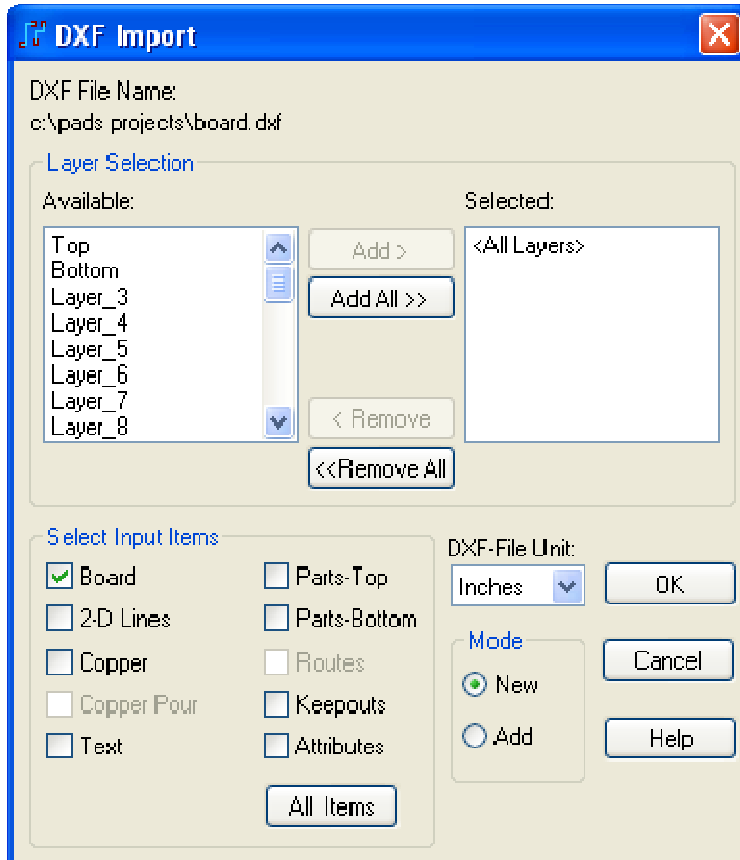 DXF Import
DXF File Name:
c:\pads projects\board.dxf
Layer Selection
Available:
Selected:
Top
Bottom
Layer_3
Layer_4
Layer_5
Layer_6
Layer_7
Layer_8
Add >
Add All >>
< Remove
<<Remove All
<All Layers>
Select Input Items
Board
2-D Lines
Copper
Copper Pour
Text
Parts-Top
Parts-Bottom
Routes
Keepouts
Attributes
All Items
DXF-File Unit:
Inches
Mode
New
Add
OK
Cancel
Help